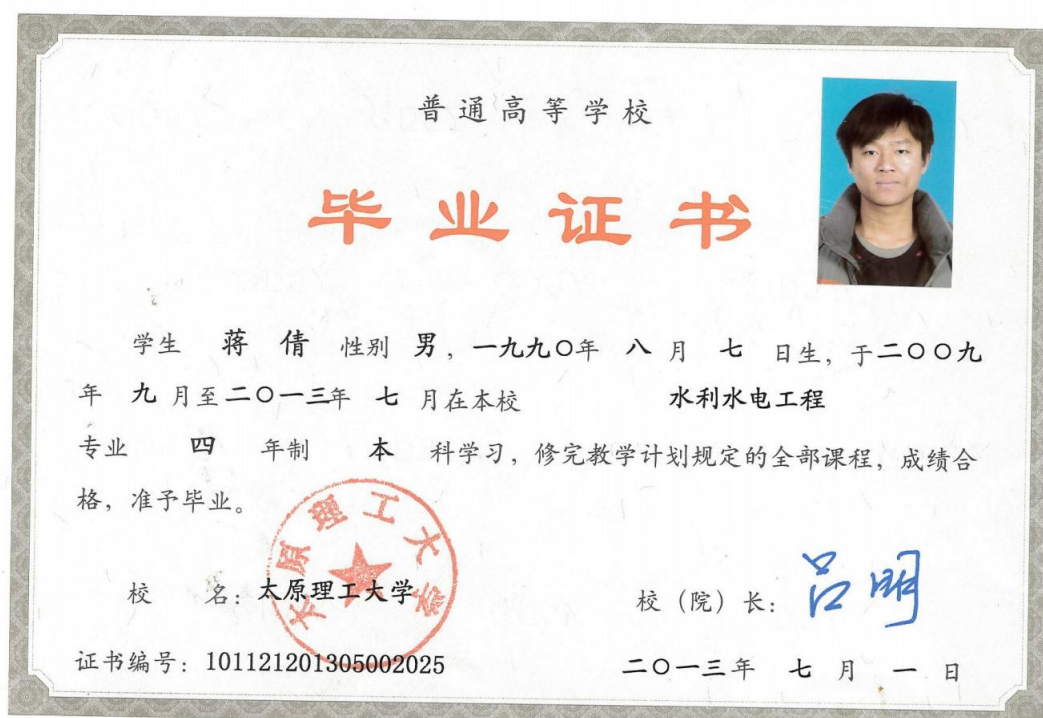 普通高等学校
毕业证书
学生 蒋倩 性别 男，一九九〇年 八 月 七 日生，于二〇〇九
年 九 月至二〇一三年 七 月在本校 水利水电工程
专业 四 年制 本 科学习，修完教学计划规定的全部课程，成绩合
格，准予毕业。
太原理工大学
校 名：太原理工大学 校（院）长：吕明
证书编号：101121201305002025 二〇一三年 七 月 一 日